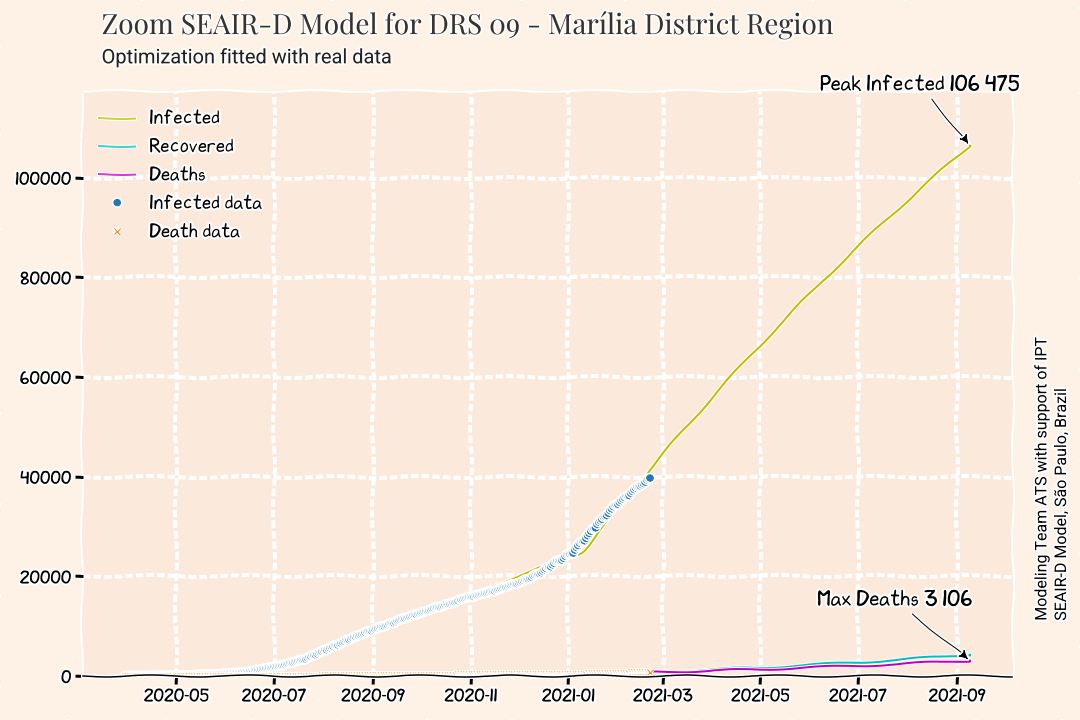 Zoom SEAIR-D Model for DRS 09 - Marília District Region
Optimization fitted with real data
Peak Infected 106 475
Infected
Recovered
Deaths
Infected data
Death data
100000
80000
60000
40000
20000
0
Max Deaths 3 106
2020-05 2020-07 2020-09 2020-11 2021-01 2021-03 2021-05 2021-07 2021-09
Modeling Team ATS with support of IPT
SEAIR-D Model, São Paulo, Brazil